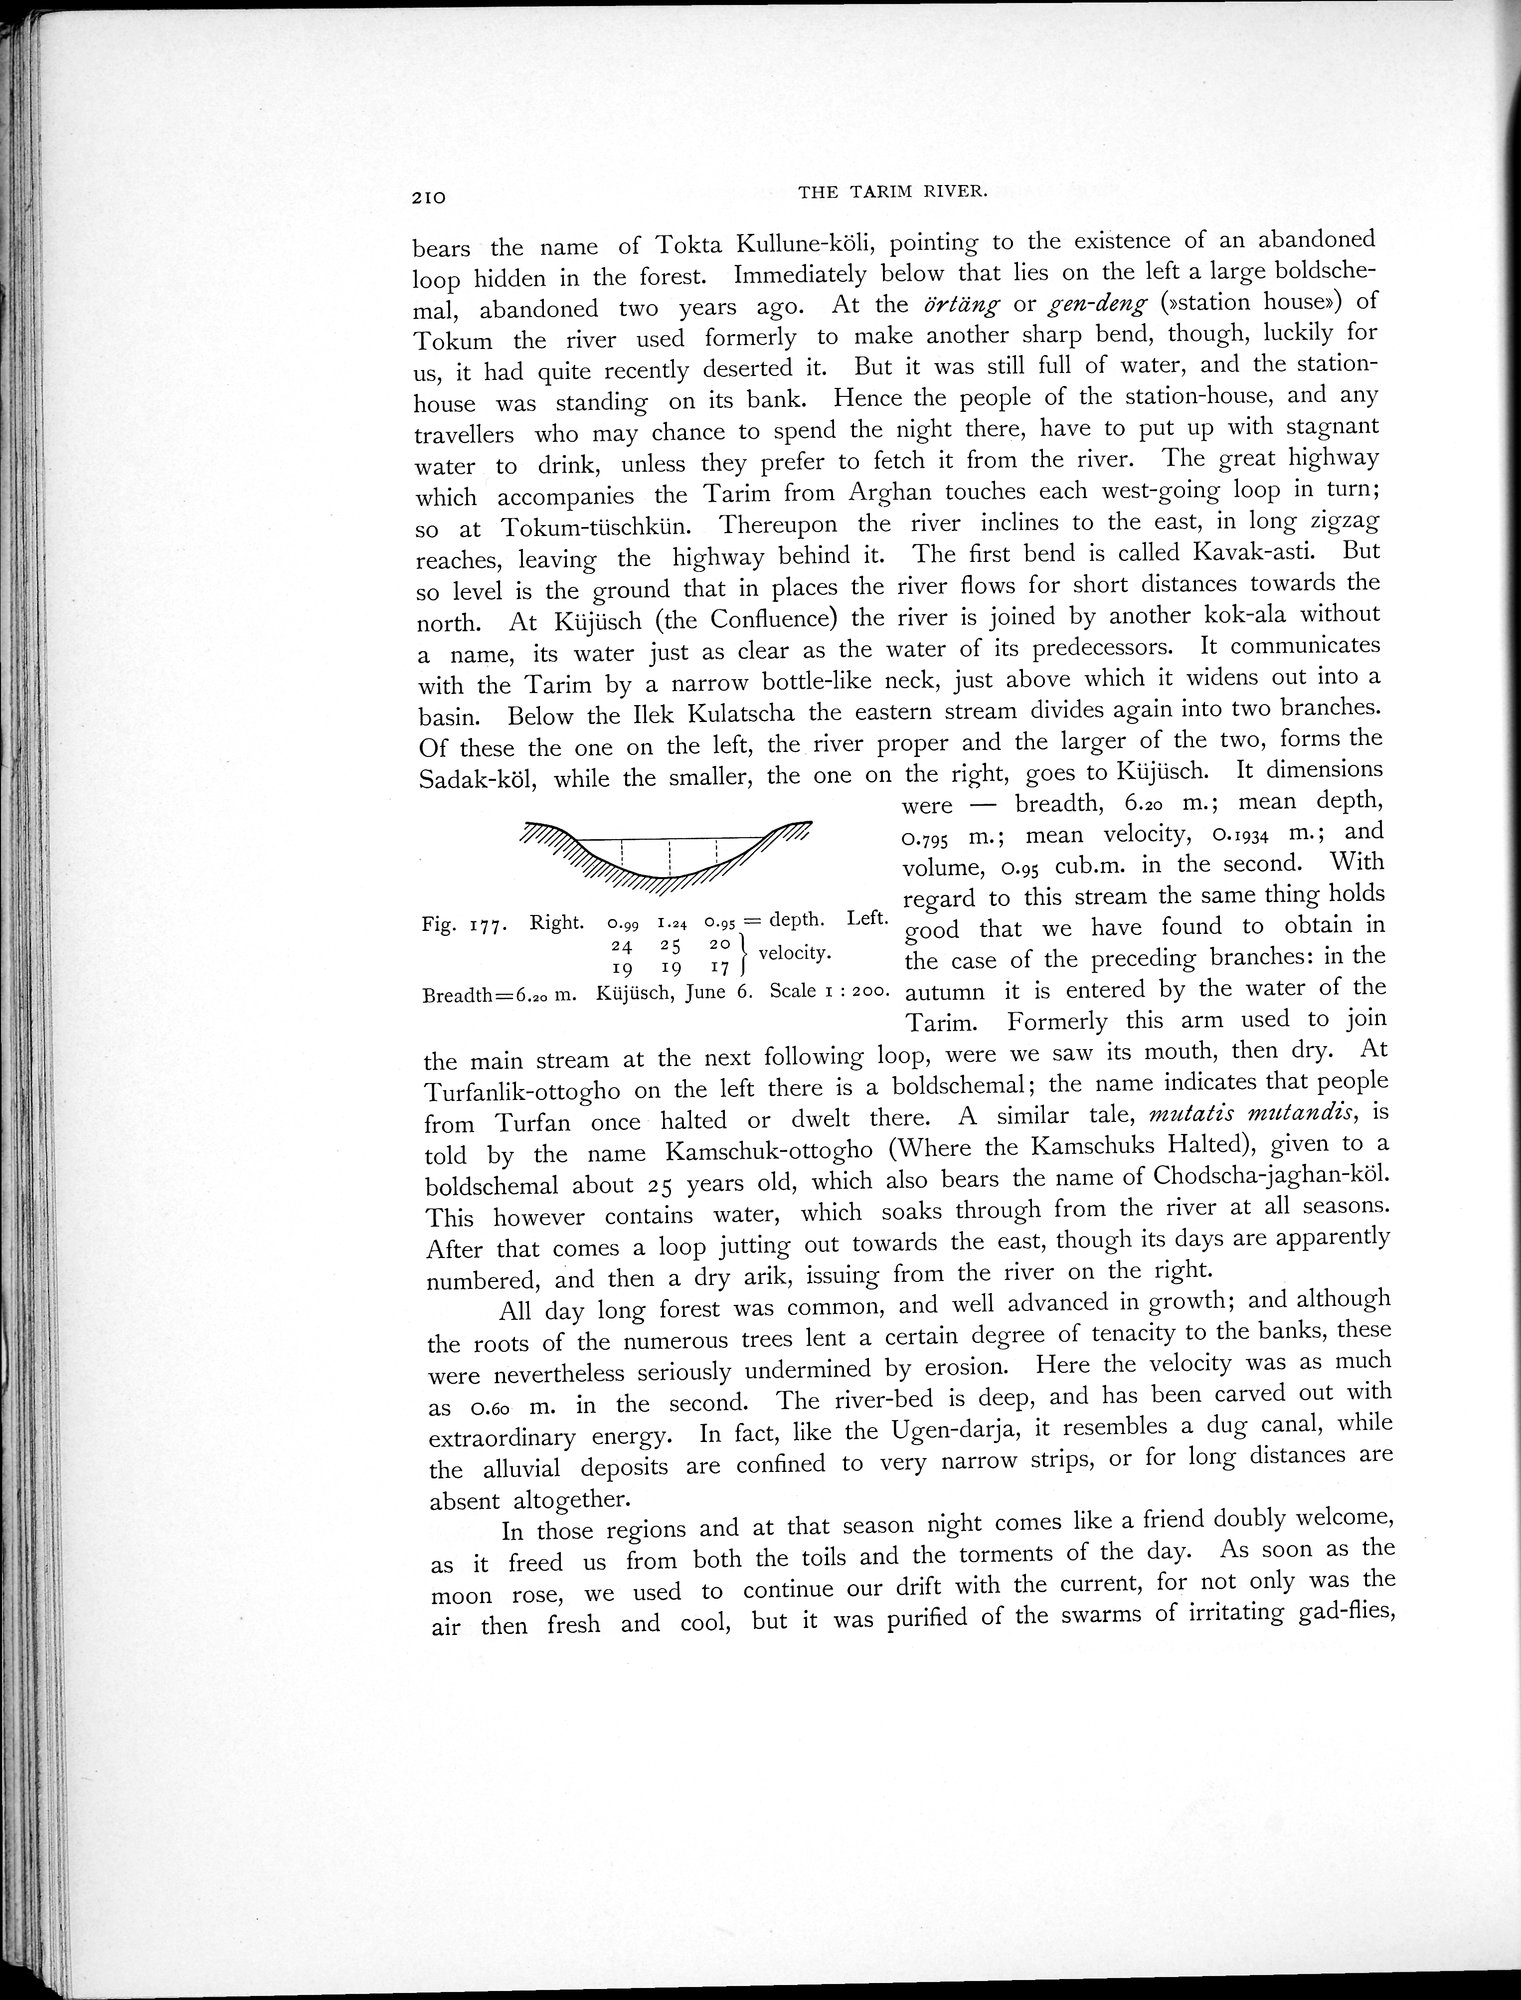 210
THE TARIM RIVER.
bears the name of Tokta Kullune-köli, pointing to the existence of an abandoned
loop hidden in the forest. Immediately below that lies on the left a large boldsche-
mal, abandoned two years ago. At the örtäng or gen-deng (»station house») of
Tokum the river used formerly to make another sharp bend, though, luckily for
us, it had quite recently deserted it. But it was still full of water, and the station-
house was standing on its bank. Hence the people of the station-house, and any
travellers who may chance to spend the night there, have to put up with stagnant
water to drink, unless they prefer to fetch it from the river. The great highway
which accompanies the Tarim from Arghan touches each west-going loop in turn;
so at Tokum-tüschkün. Thereupon the river inclines to the east, in long zigzag
reaches, leaving the highway behind it. The first bend is called Kavak-asti. But
so level is the ground that in places the river flows for short distances towards the
north. At Küjüsch (the Confluence) the river is joined by another kok-ala without
a name, its water just as clear as the water of its predecessors. It communicates
with the Tarim by a narrow bottle-like neck, just above which it widens out into a
basin. Below the Ilek Kulatscha the eastern stream divides again into two branches.
Of these the one on the left, the river proper and the larger of the two, forms the
Sadak-köl, while the smaller, the one on the right, goes to Küjüsch. It dimensions
were — breadth, 6.20 m.; mean depth,
0.795 m.; mean velocity, 0.1934 m.; and
volume, 0.95 cub.m. in the second. With
regard to this stream the same thing holds
good that we have found to obtain in
the case of the preceding branches: in the
autumn it is entered by the water of the
Tarim. Formerly this arm used to join
Fig. 177. Right. 0.99 1.24 0.95 = depth. Left.
24 25 20 } velocity.
19 19 17
Breadth=6.20 m. Küjüsch, June 6. Scale 1 : 200.
the main stream at the next following loop, were we saw its mouth, then dry. At
Turfanlik-ottogho on the left there is a boldschemal; the name indicates that people
from Turfan once halted or dwelt there. A similar tale, mutatis mutandis, is
told by the name Kamschuk-ottogho (Where the Kamschuks Halted), given to a
boldschemal about 25 years old, which also bears the name of Chodscha-jaghan-köl.
This however contains water, which soaks through from the river at all seasons.
After that comes a loop jutting out towards the east, though its days are apparently
numbered, and then a dry arik, issuing from the river on the right.
All day long forest was common, and well advanced in growth; and although
the roots of the numerous trees lent a certain degree of tenacity to the banks, these
were nevertheless seriously undermined by erosion. Here the velocity was as much
as 0.60 m. in the second. The river-bed is deep, and has been carved out with
extraordinary energy. In fact, like the Ugen-darja, it resembles a dug canal, while
the alluvial deposits are confined to very narrow strips, or for long distances are
absent altogether.
In those regions and at that season night comes like a friend doubly welcome,
as it freed us from both the toils and the torments of the day. As soon as the
moon rose, we used to continue our drift with the current, for not only was the
air then fresh and cool, but it was purified of the swarms of irritating gad-flies,